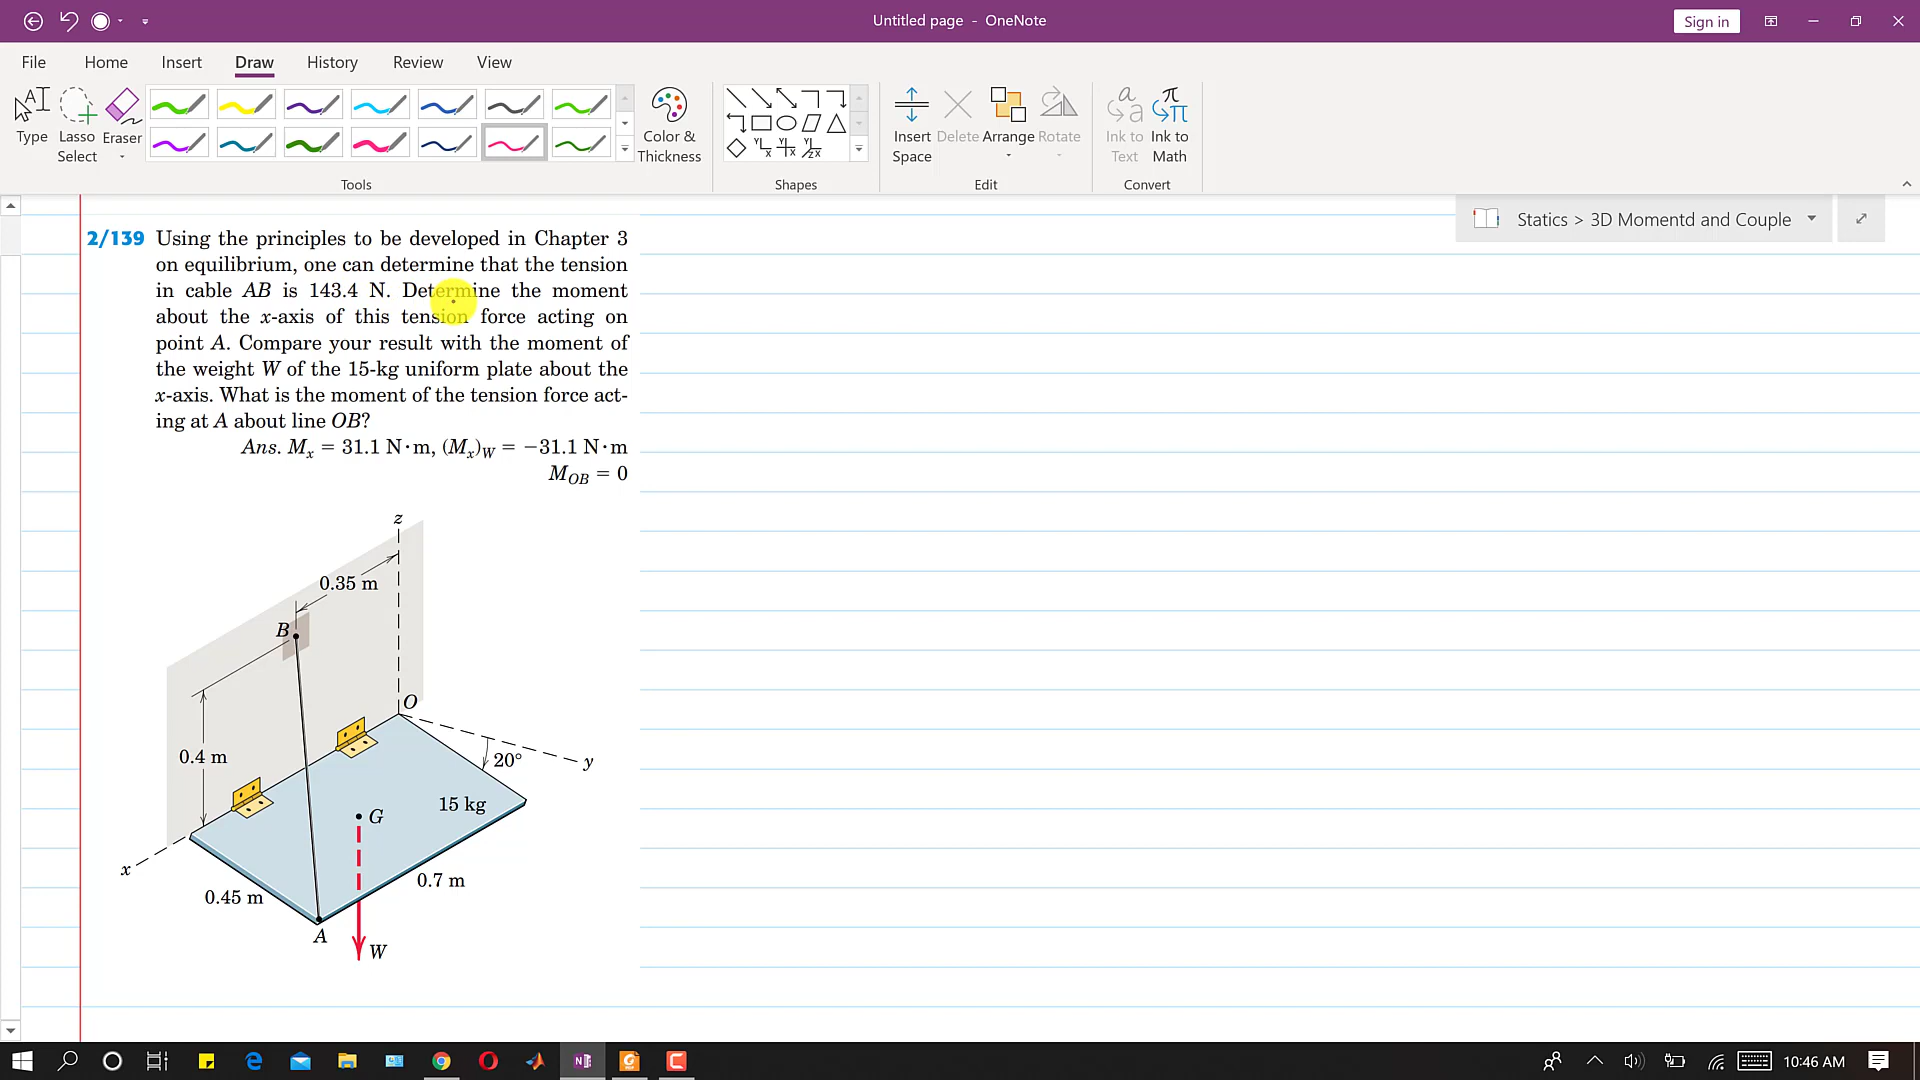 Untitled page - OneNote
Sign in
File Home Insert Draw History Review View
Type
Lasso Select
Eraser
Color & Thickness
Insert Space
Delete
Arrange
Rotate
Ink to Text
Ink to Math
Tools
Shapes
Edit
Convert
Statics > 3D Momentd and Couple
2/139 Using the principles to be developed in Chapter 3
on equilibrium, one can determine that the tension
in cable AB is 143.4 N. Determine the moment
about the x-axis of this tension force acting on
point A. Compare your result with the moment of
the weight W of the 15-kg uniform plate about the
x-axis. What is the moment of the tension force act-
ing at A about line OB?
Ans. Mx = 31.1 N·m, (Mx)W = −31.1 N·m
MOB = 0
z
0.35 m
B
O
0.4 m
20°
y
15 kg
G
x
0.7 m
0.45 m
A
W
10:46 AM